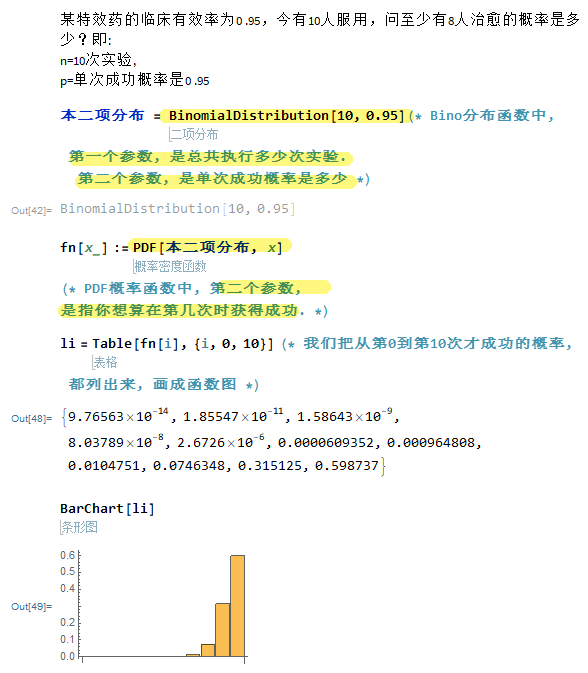 某特效药的临床有效率为0.95，今有10人服用，问至少有8人治愈的概率是多
少？即:
n=10次实验,
p=单次成功概率是0.95
本二项分布 = BinomialDistribution[10, 0.95] (* Bino分布函数中,
二项分布
第一个参数, 是总共执行多少次实验.
第二个参数, 是单次成功概率是多少 *)
Out[42]= BinomialDistribution[10, 0.95]
fn[x_] := PDF[本二项分布, x]
概率密度函数
(* PDF概率函数中, 第二个参数,
是指你想算在第几次时获得成功. *)
li = Table[fn[i], {i, 0, 10}] (* 我们把从第0到第10次才成功的概率,
表格
都列出来, 画成函数图 *)
Out[48]= {9.76563×10^-14, 1.85547×10^-11, 1.58643×10^-9,
8.03789×10^-8, 2.6726×10^-6, 0.0000609352, 0.000964808,
0.0104751, 0.0746348, 0.315125, 0.598737}
BarChart[li]
条形图
Out[49]=
0.6
0.5
0.4
0.2
0.1
0.0